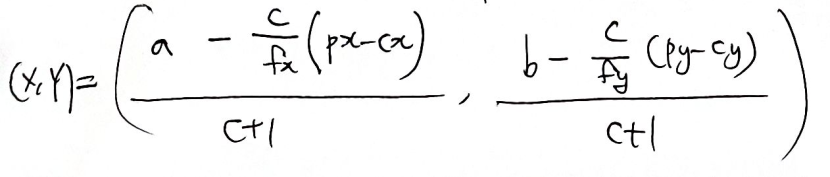 (X,Y)=( (a - c/fx (px-cx)) / (c+1) , (b - c/fy (py-cy)) / (c+1) )